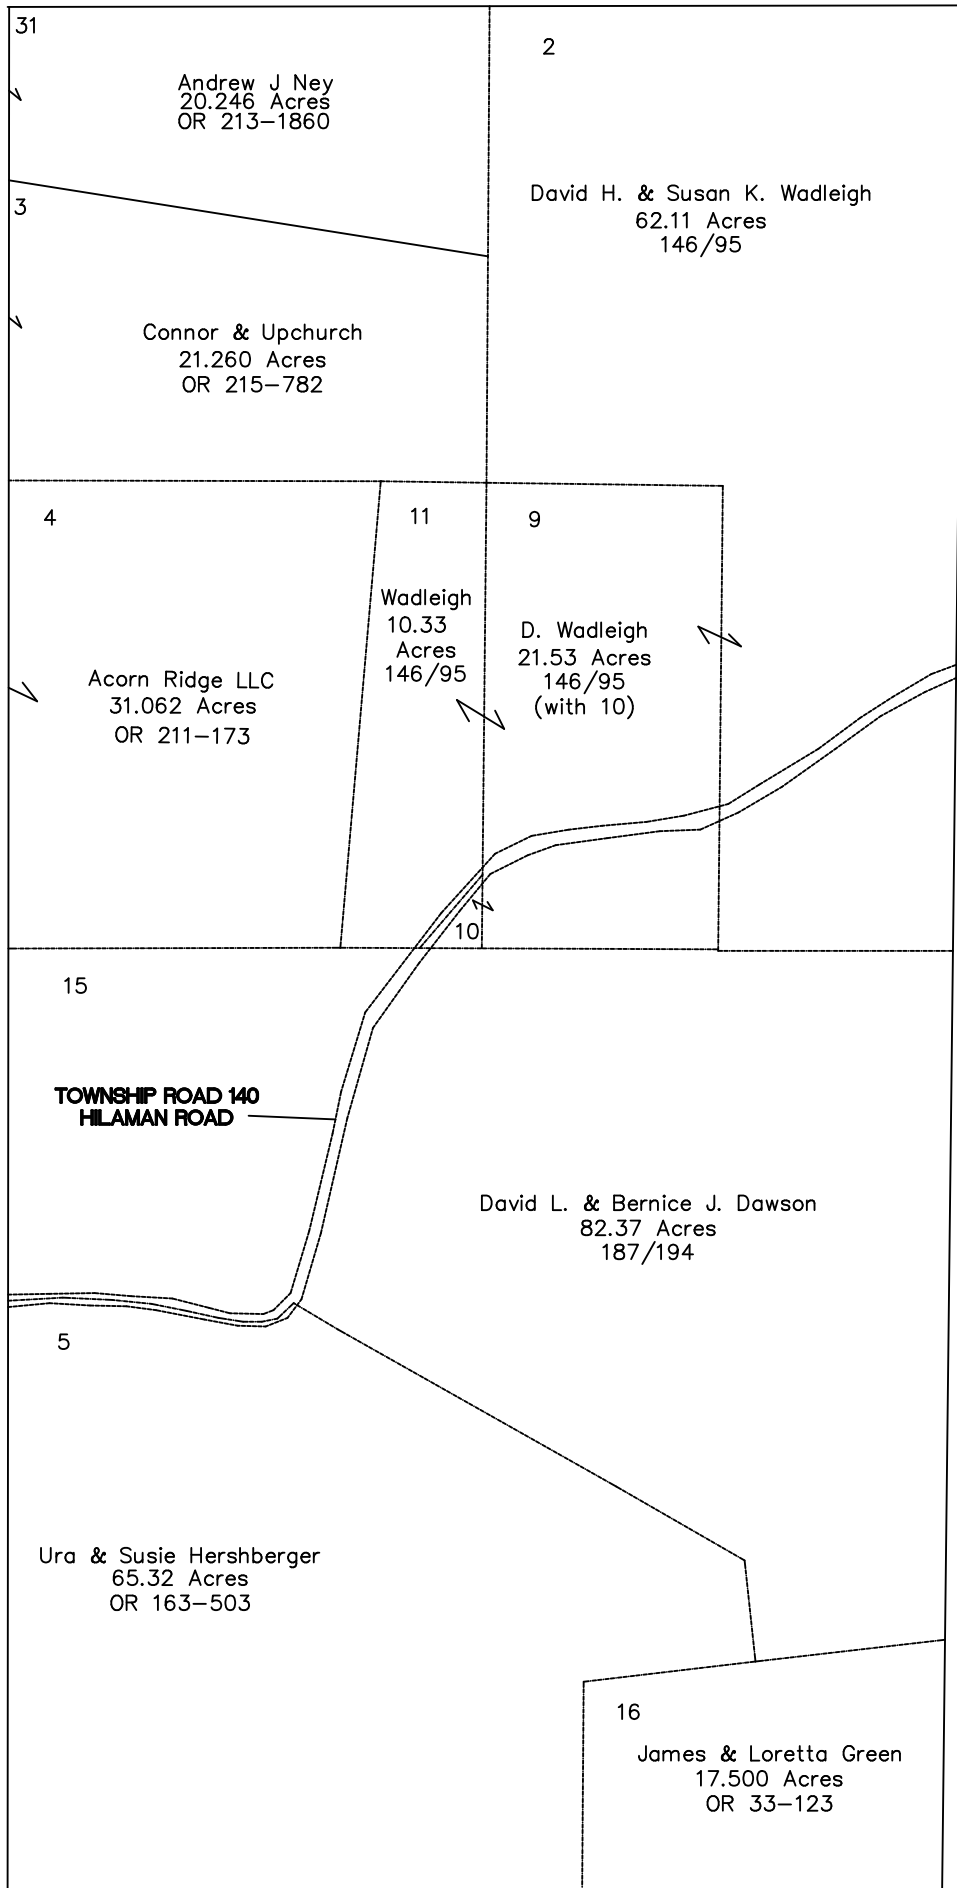 31
Andrew J Ney
20.246 Acres
OR 213-1860
2
David H. & Susan K. Wadleigh
62.11 Acres
146/95
3
Connor & Upchurch
21.260 Acres
OR 215-782
4
Acorn Ridge LLC
31.062 Acres
OR 211-173
11
Wadleigh
10.33
Acres
146/95
9
D. Wadleigh
21.53 Acres
146/95
(with 10)
10
15
TOWNSHIP ROAD 140
HILAMAN ROAD
David L. & Bernice J. Dawson
82.37 Acres
187/194
5
Ura & Susie Hershberger
65.32 Acres
OR 163-503
16
James & Loretta Green
17.500 Acres
OR 33-123